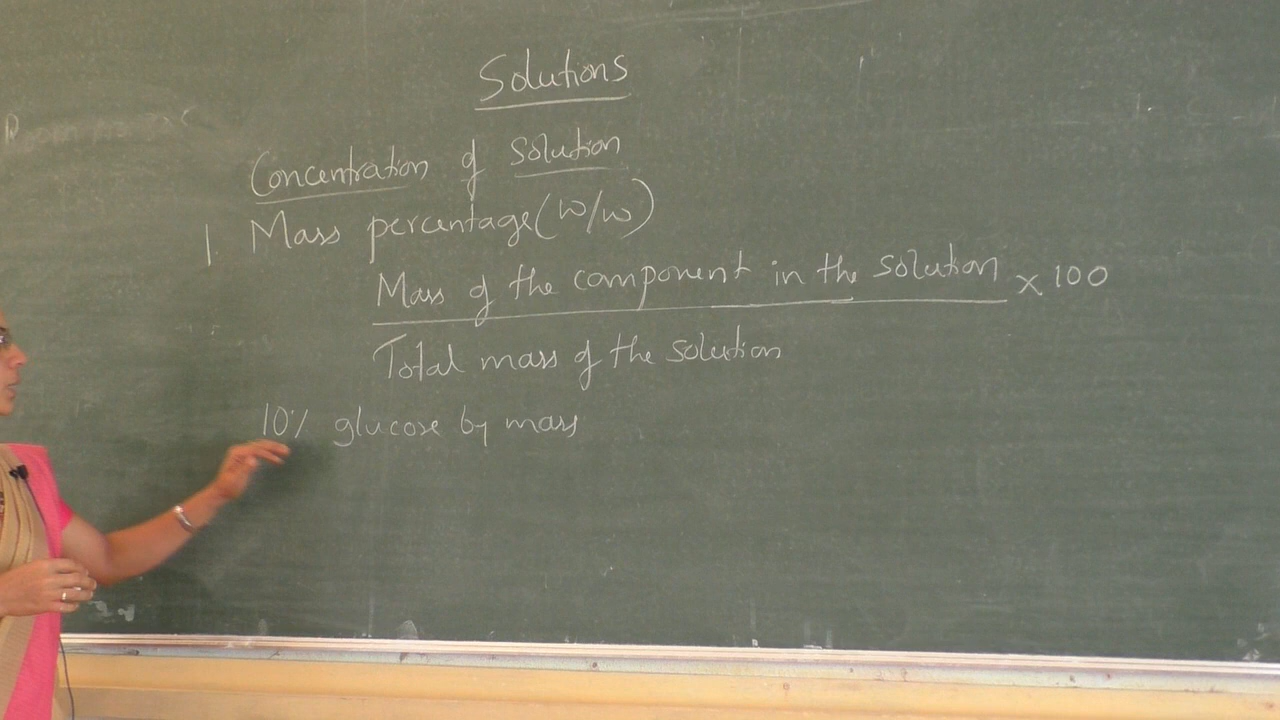 Solutions
Concentration of Solution
1. Mass percentage (w/w)
Mass of the component in the solution × 100
Total mass of the solution
10% glucose by mass